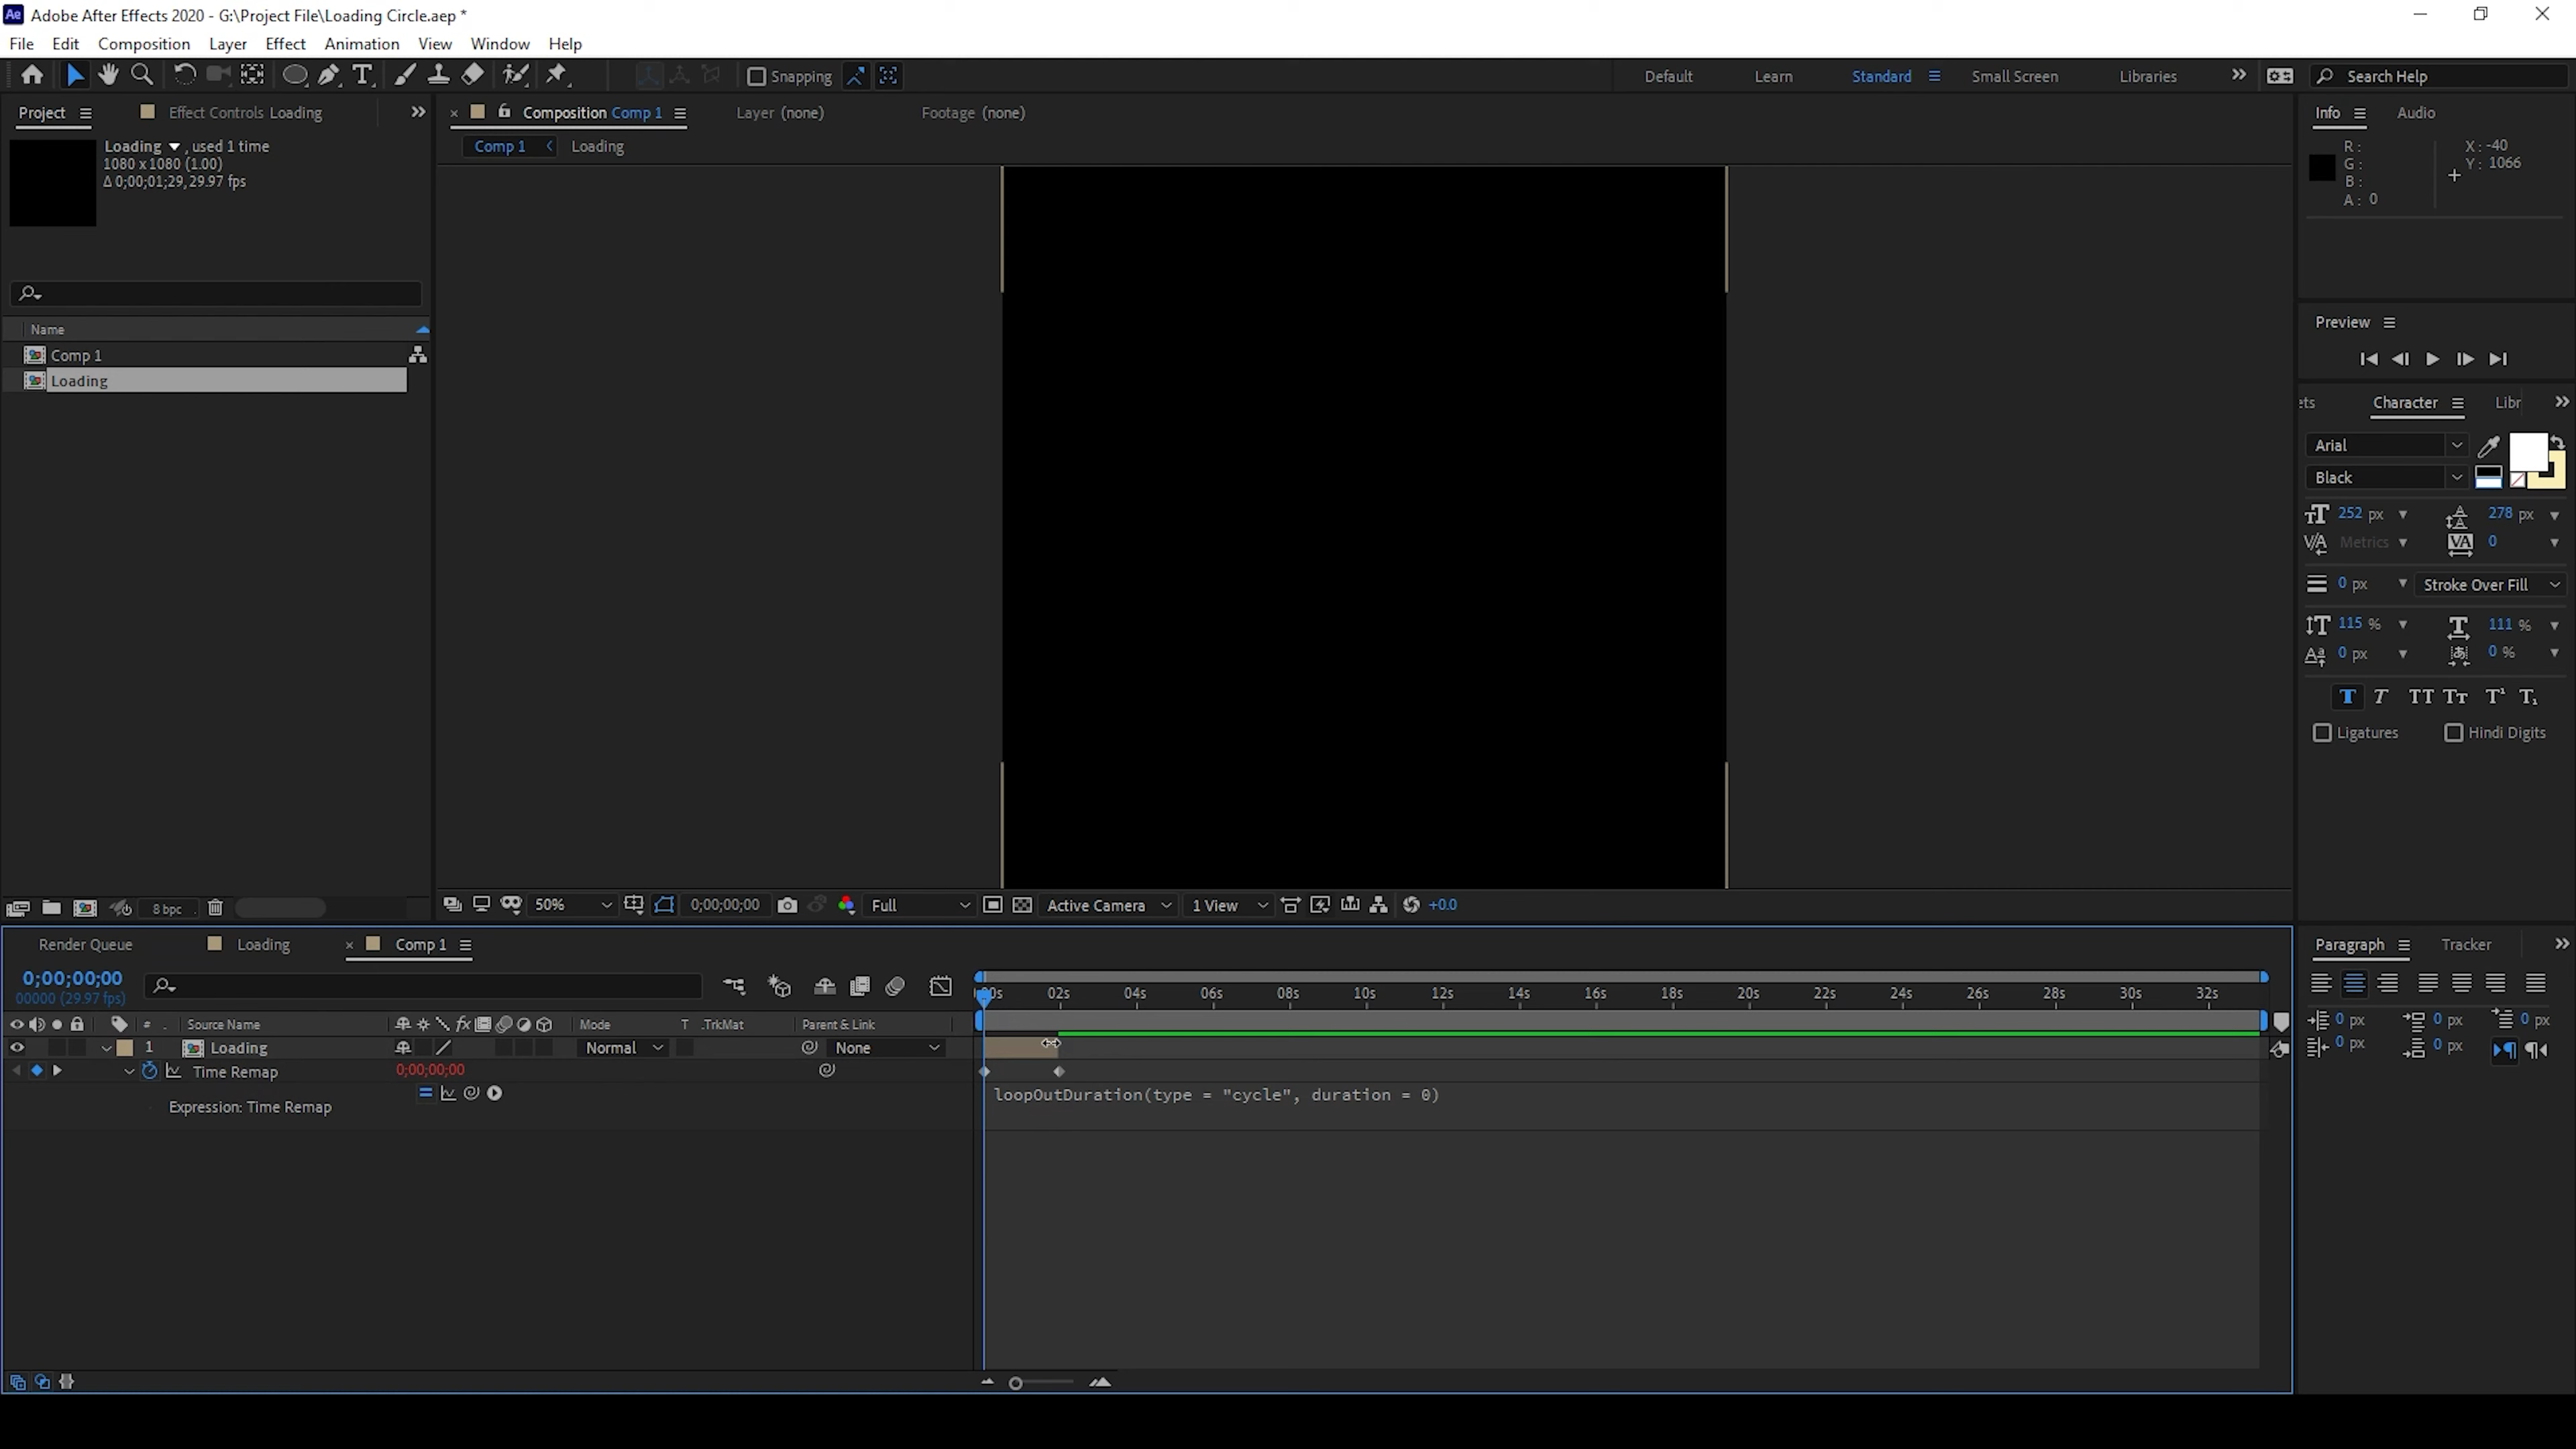 Adobe After Effects 2020 - G:\Project File\Loading Circle.aep *
File Edit Composition Layer Effect Animation View Window Help
Snapping
Default Learn Standard Small Screen Libraries
Search Help
Project
Effect Controls Loading
Composition Comp 1
Layer (none)
Footage (none)
Info Audio
Comp 1 Loading
Loading , used 1 time
1080 x 1080 (1.00)
Δ 0;00;01;29, 29.97 fps
R :
G :
B :
A : 0
X : -40
Y : 1066
Name
Comp 1
Loading
Preview
ets Character Libr
Arial
Black
252 px 278 px
Metrics 0
0 px Stroke Over Fill
115 % 111 %
0 px 0 %
T T TT Tт T¹ T₁
Ligatures Hindi Digits
8 bpc
50% 0;00;00;00 Full Active Camera 1 View +0.0
Render Queue Loading Comp 1
0;00;00;00
00000 (29.97 fps)
:00s 02s 04s 06s 08s 10s 12s 14s 16s 18s 20s 22s 24s 26s 28s 30s 32s
# Source Name Mode T .TrkMat Parent & Link
1 Loading Normal None
Time Remap 0;00;00;00
Expression: Time Remap
loopOutDuration(type = "cycle", duration = 0)
Paragraph Tracker
0 px 0 px 0 px
0 px 0 px